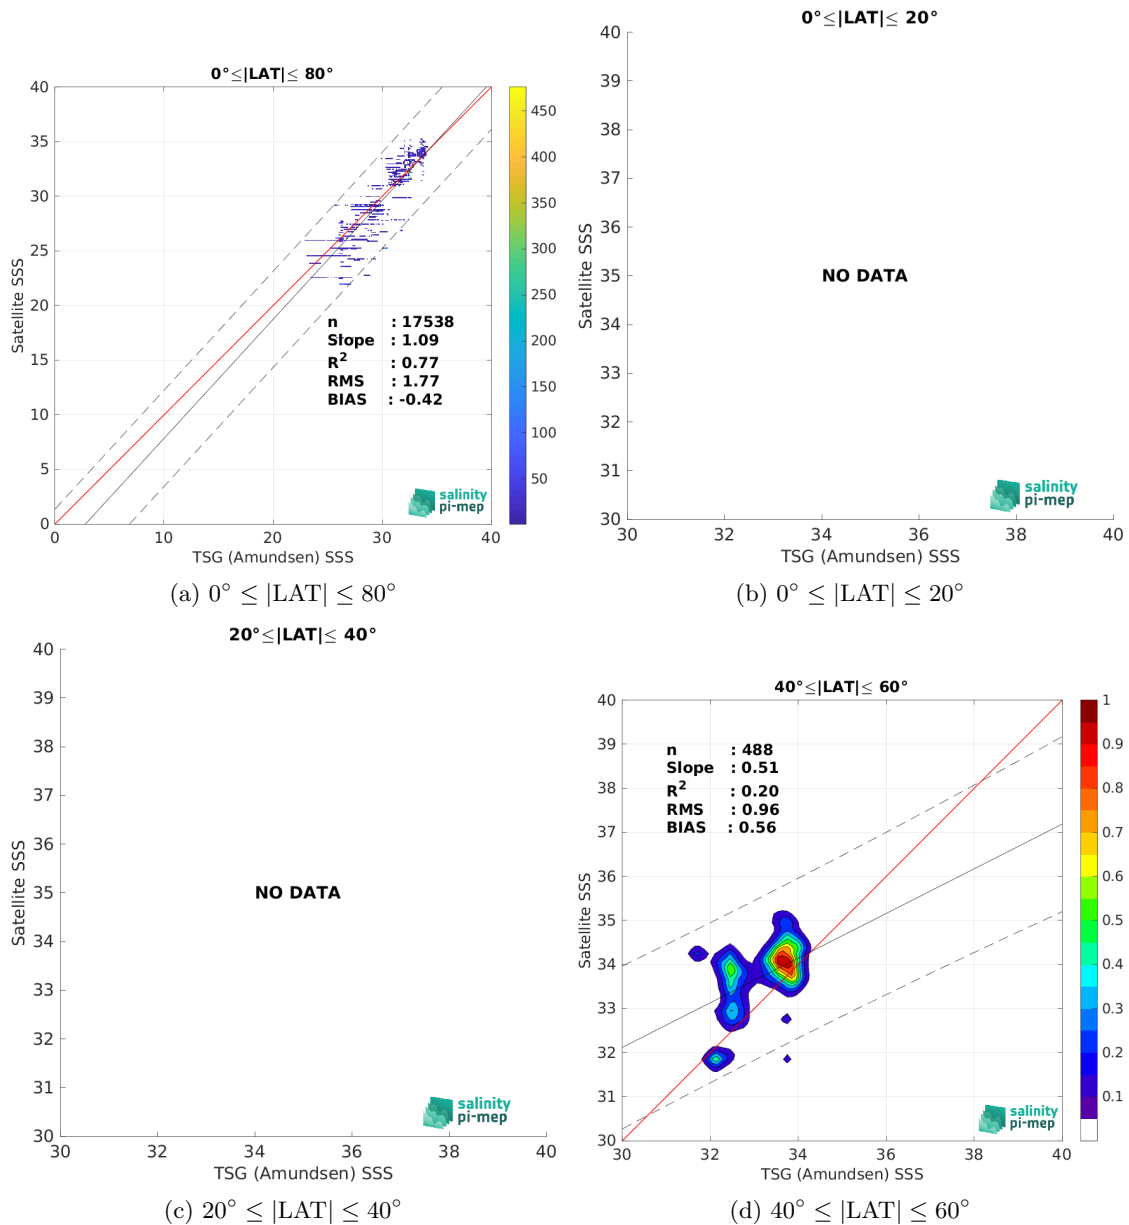 0°≤|LAT|≤ 80°
40
35
30
25
20
15
10
5
0
Satellite SSS
n : 17538
Slope : 1.09
R2 : 0.77
RMS : 1.77
BIAS : -0.42
salinity
pi-mep
0 10 20 30 40
TSG (Amundsen) SSS
450
400
350
300
250
200
150
100
50
(a) 0° ≤ |LAT| ≤ 80°
0°≤|LAT|≤ 20°
40
39
38
37
36
35
34
33
32
31
30
Satellite SSS
NO DATA
salinity
pi-mep
30 32 34 36 38 40
TSG (Amundsen) SSS
(b) 0° ≤ |LAT| ≤ 20°
20°≤|LAT|≤ 40°
40
39
38
37
36
35
34
33
32
31
30
Satellite SSS
NO DATA
salinity
pi-mep
30 32 34 36 38 40
TSG (Amundsen) SSS
(c) 20° ≤ |LAT| ≤ 40°
40°≤|LAT|≤ 60°
40
39
38
37
36
35
34
33
32
31
30
Satellite SSS
n : 488
Slope : 0.51
R2 : 0.20
RMS : 0.96
BIAS : 0.56
salinity
pi-mep
30 32 34 36 38 40
TSG (Amundsen) SSS
1
0.9
0.8
0.7
0.6
0.5
0.4
0.3
0.2
0.1
(d) 40° ≤ |LAT| ≤ 60°